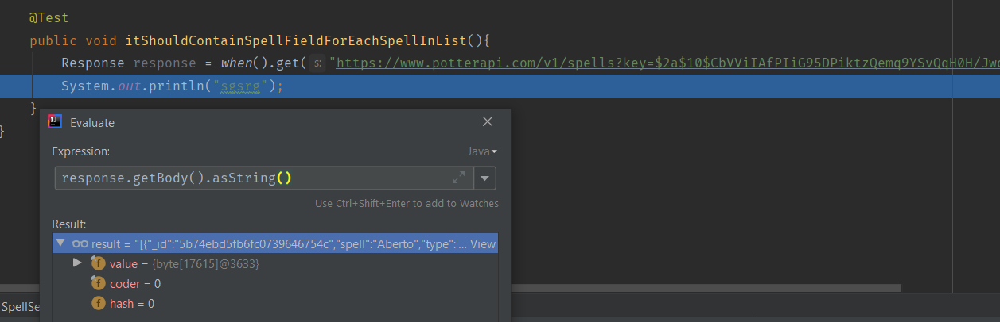 @Test
public void itShouldContainSpellFieldForEachSpellInList(){
Response response = when().get( s: "https://www.potterapi.com/v1/spells?key=$2a$10$CbVViIAfPIiG95DPiktzQemq9YSvQqH0H/Jwo
System.out.println("sgsrg");
}
}
IJ Evaluate
Expression: Java
response.getBody().asString()
Use Ctrl+Shift+Enter to add to Watches
Result:
result = "[{"_id":"5b74ebd5fb6fc0739646754c","spell":"Aberto","type":'... View
f value = {byte[17615]@3633}
f coder = 0
f hash = 0
SpellSe